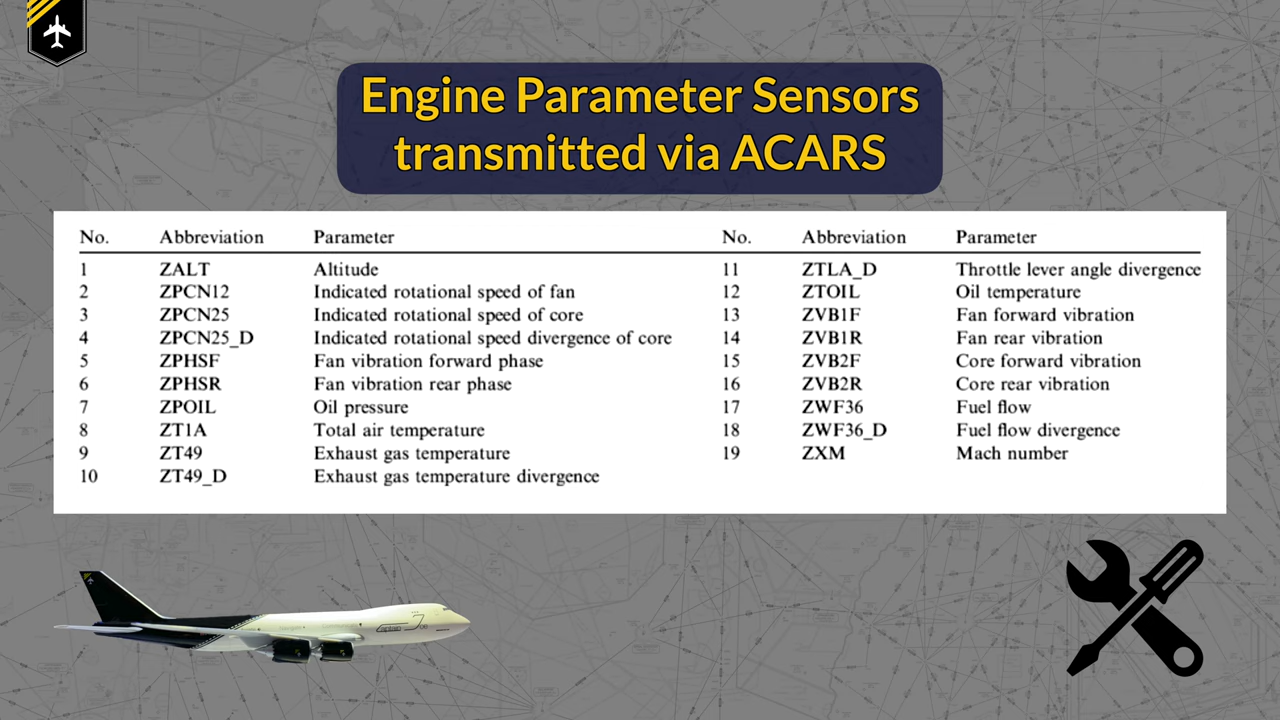 Engine Parameter Sensors
transmitted via ACARS
No. Abbreviation Parameter No. Abbreviation Parameter
1 ZALT Altitude 11 ZTLA_D Throttle lever angle divergence
2 ZPCN12 Indicated rotational speed of fan 12 ZTOIL Oil temperature
3 ZPCN25 Indicated rotational speed of core 13 ZVB1F Fan forward vibration
4 ZPCN25_D Indicated rotational speed divergence of core 14 ZVB1R Fan rear vibration
5 ZPHSF Fan vibration forward phase 15 ZVB2F Core forward vibration
6 ZPHSR Fan vibration rear phase 16 ZVB2R Core rear vibration
7 ZPOIL Oil pressure 17 ZWF36 Fuel flow
8 ZT1A Total air temperature 18 ZWF36_D Fuel flow divergence
9 ZT49 Exhaust gas temperature 19 ZXM Mach number
10 ZT49_D Exhaust gas temperature divergence